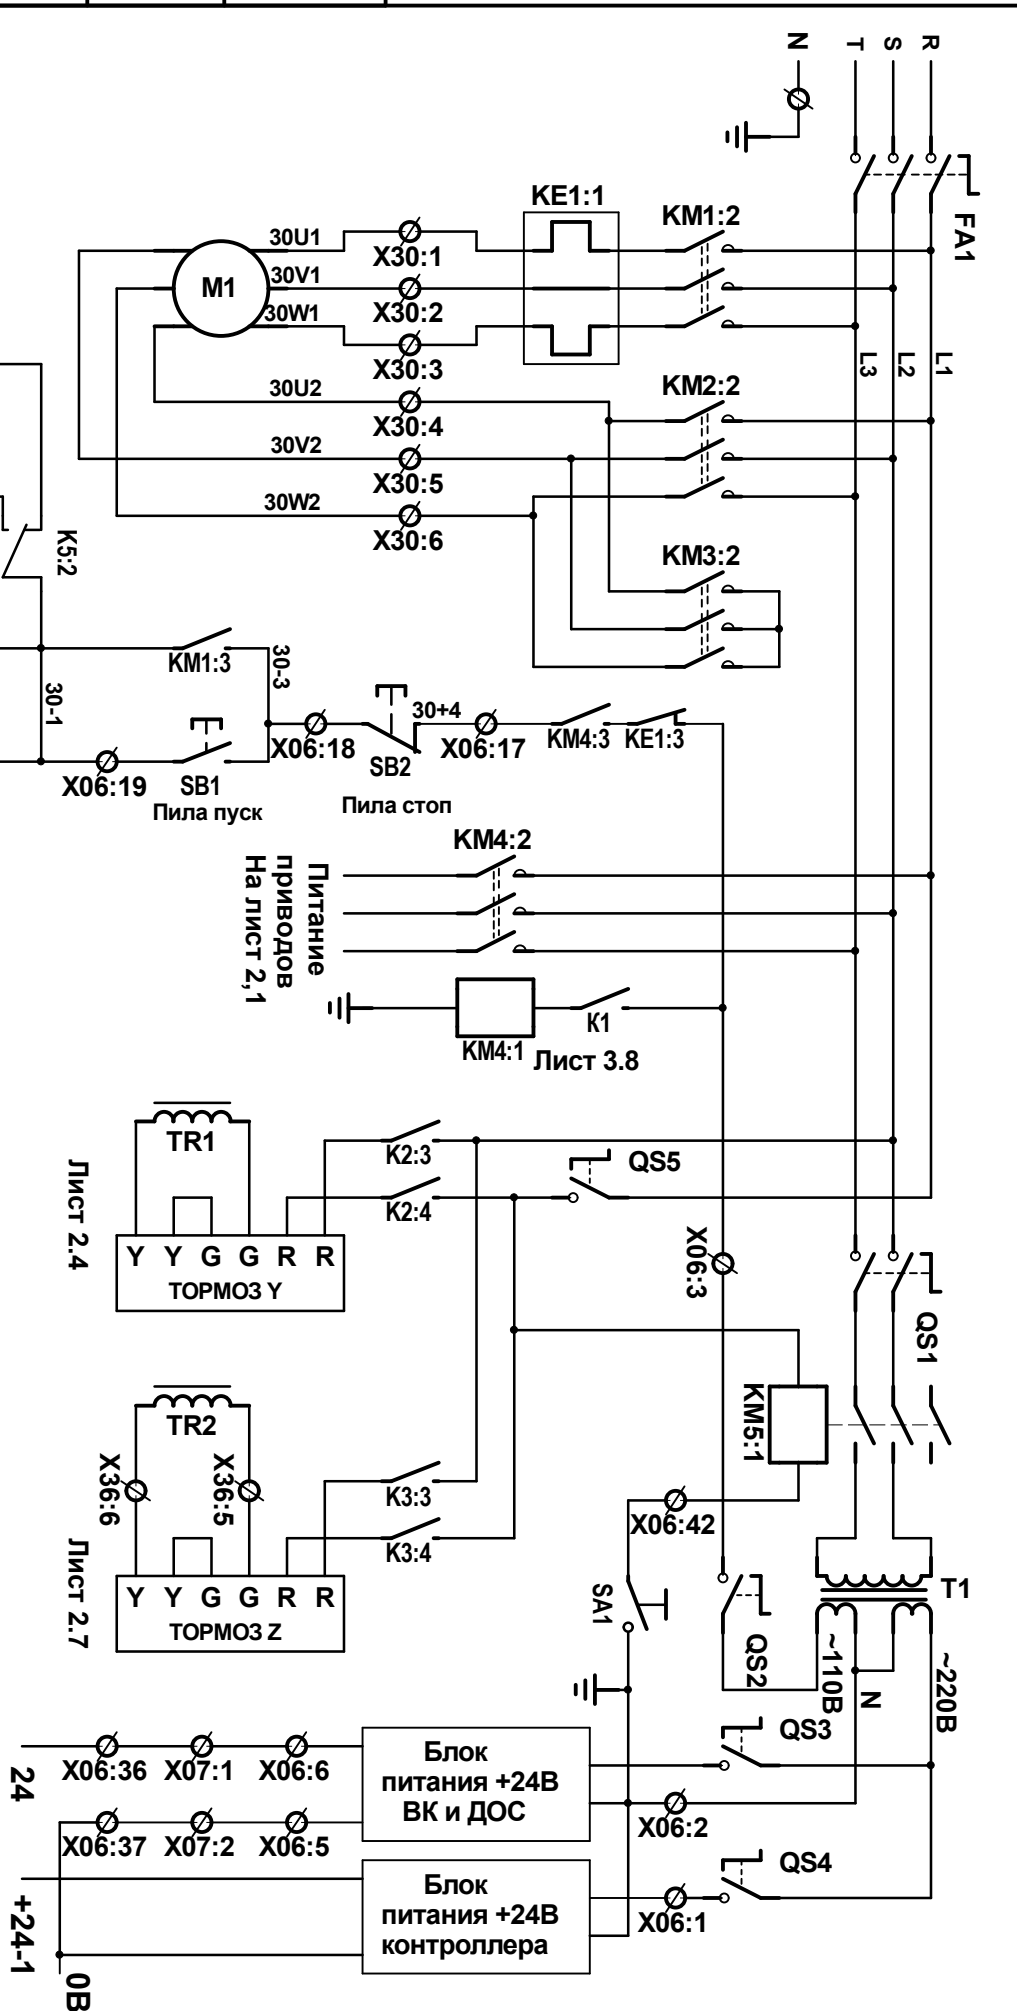 N
T
S
R
FA1
KE1:1
KM1:2
30U1
X30:1
M1
30V1
X30:2
30W1
X30:3
L3
L2
L1
30U2
X30:4
KM2:2
30V2
X30:5
30W2
X30:6
K5:2
KM3:2
KM1:3
30-3
30-1
30+4
X06:18
X06:17
KM4:3
KE1:3
X06:19
SB1
SB2
Пила пуск
Пила стоп
KM4:2
Питание
приводов
На лист 2,1
KM4:1
K1
Лист 3.8
TR1
K2:3
K2:4
QS5
Лист 2.4
Y Y G G R R
ТОРМОЗ Y
X06:3
QS1
KM5:1
TR2
X36:6
X36:5
K3:3
K3:4
X06:42
Лист 2.7
Y Y G G R R
ТОРМОЗ Z
SA1
T1
QS2
~110В
N
~220В
QS3
Блок
питания +24В
ВК и ДОС
X06:36
X07:1
X06:6
24
X06:2
X06:37
X07:2
X06:5
QS4
Блок
питания +24В
контроллера
X06:1
+24-1
0В